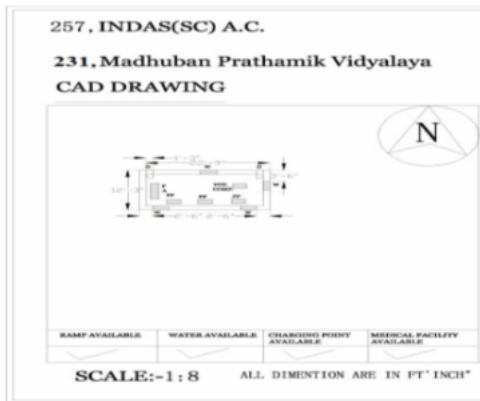 257, INDAS(SC) A.C.
231, Madhuban Prathamik Vidyalaya
CAD DRAWING
N
RAMP AVAILABLE WATER AVAILABLE CHARGING POINT AVAILABLE MEDICAL FACILITY AVAILABLE
SCALE:-1:8 ALL DIMENTION ARE IN FT'INCH"